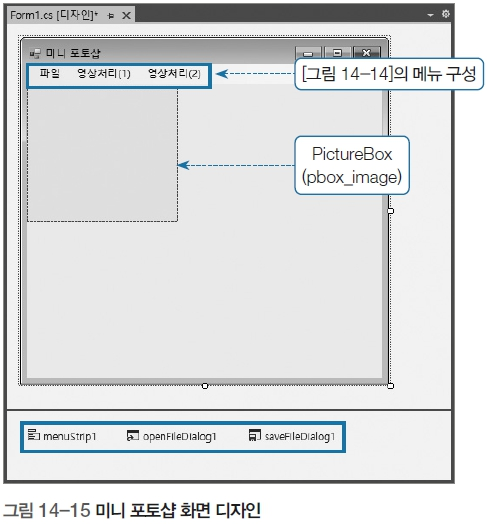 Form1.cs [디자인]*
미니 포토샵
파일 영상처리(1) 영상처리(2)
[그림 14-14]의 메뉴 구성
PictureBox
(pbox_image)
menuStrip1 openFileDialog1 saveFileDialog1
그림 14-15 미니 포토샵 화면 디자인